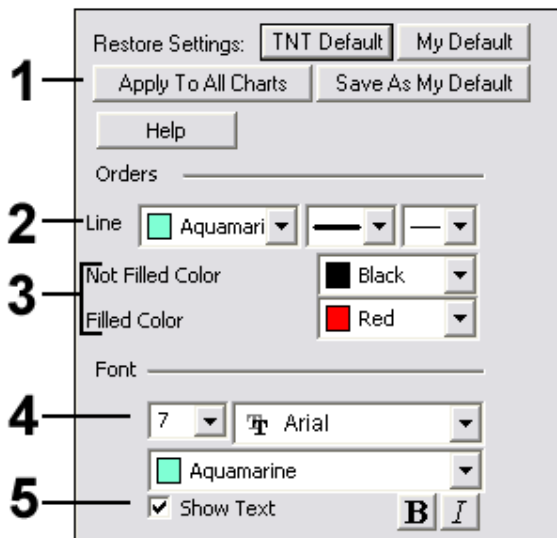 Restore Settings: TNT Default My Default
1 Apply To All Charts Save As My Default
Help
Orders
2 Line Aquamari
3 Not Filled Color Black
Filled Color Red
Font
4 7 Arial
Aquamarine
5 Show Text B I